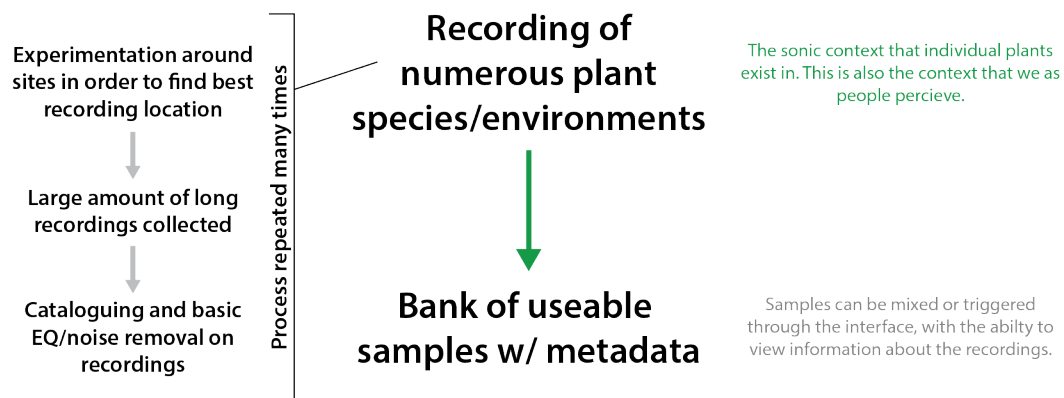 Experimentation around
sites in order to find best
recording location
Large amount of long
recordings collected
Cataloguing and basic
EQ/noise removal on
recordings
Process repeated many times
Recording of
numerous plant
species/environments
Bank of useable
samples w/ metadata
The sonic context that individual plants
exist in. This is also the context that we as
people percieve.
Samples can be mixed or triggered
through the interface, with the abilty to
view information about the recordings.